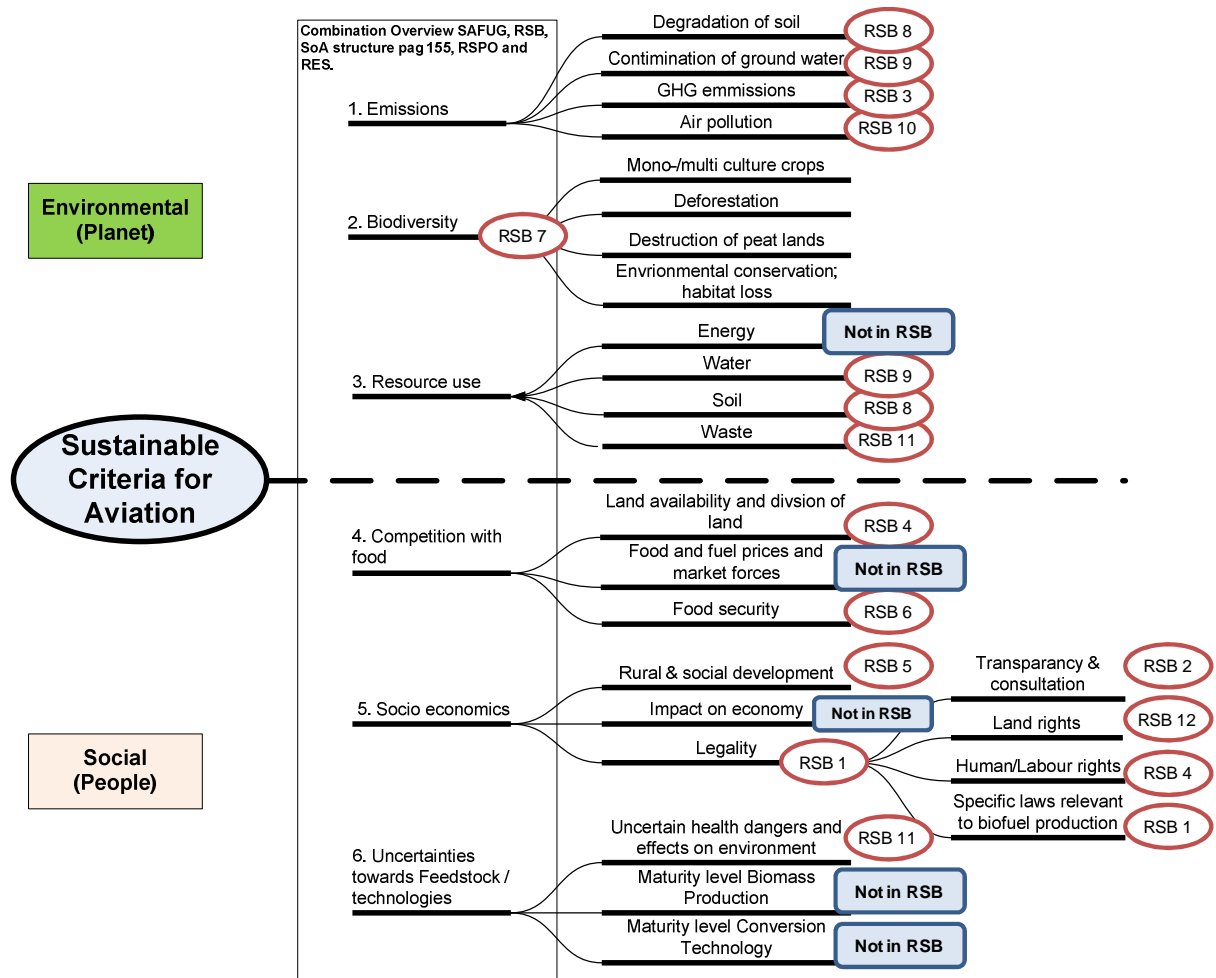 Combination Overview SAFUG, RSB,
SoA structure pag 155, RSPO and
RES.
Environmental
(Planet)
Sustainable
Criteria for
Aviation
Social
(People)
1. Emissions
Degradation of soil
RSB 8
Contimination of ground water
RSB 9
GHG emmissions
RSB 3
Air pollution
RSB 10
2. Biodiversity
RSB 7
Mono-/multi culture crops
Deforestation
Destruction of peat lands
Envrionmental conservation;
habitat loss
3. Resource use
Energy
Not in RSB
Water
RSB 9
Soil
RSB 8
Waste
RSB 11
4. Competition with
food
Land availability and divsion of
land
RSB 4
Food and fuel prices and
market forces
Not in RSB
Food security
RSB 6
5. Socio economics
Rural & social development
RSB 5
Impact on economy
Not in RSB
Legality
RSB 1
Transparancy &
consultation
RSB 2
Land rights
RSB 12
Human/Labour rights
RSB 4
Specific laws relevant
to biofuel production
RSB 1
6. Uncertainties
towards Feedstock /
technologies
Uncertain health dangers and
effects on environment
RSB 11
Maturity level Biomass
Production
Not in RSB
Maturity level Conversion
Technology
Not in RSB